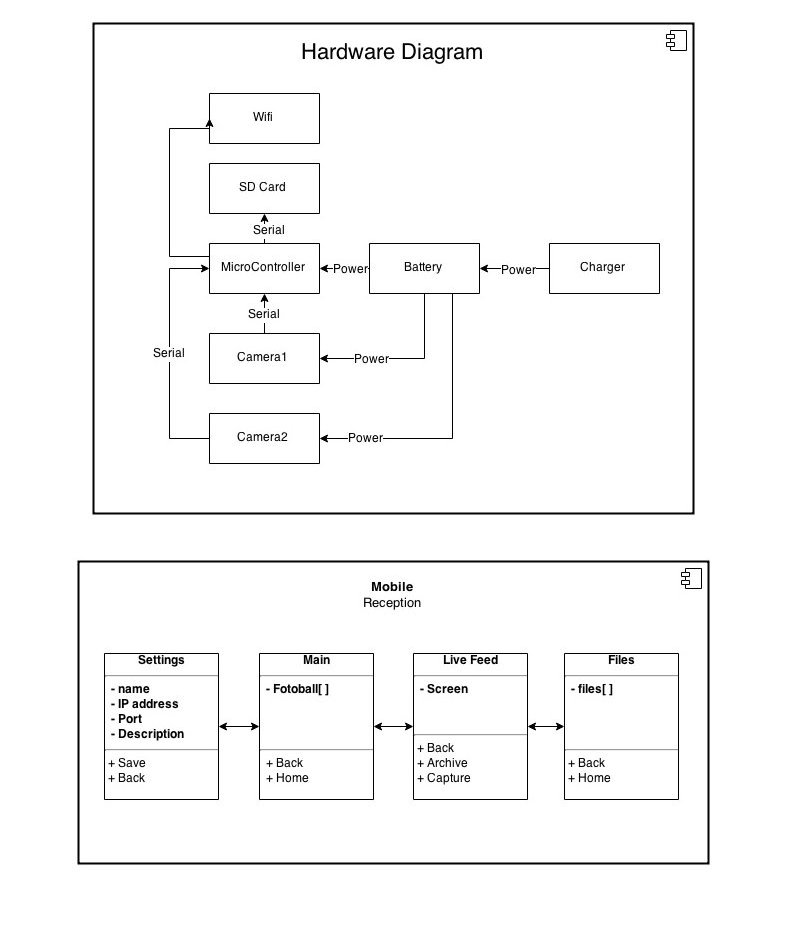 Hardware Diagram
Wifi
SD Card
Serial
MicroController
Power
Battery
Power
Charger
Serial
Serial
Camera1
Power
Camera2
Power
Mobile
Reception
Settings
- name
- IP address
- Port
- Description
+ Save
+ Back
Main
- Fotoball[ ]
+ Back
+ Home
Live Feed
- Screen
+ Back
+ Archive
+ Capture
Files
- files[ ]
+ Back
+ Home